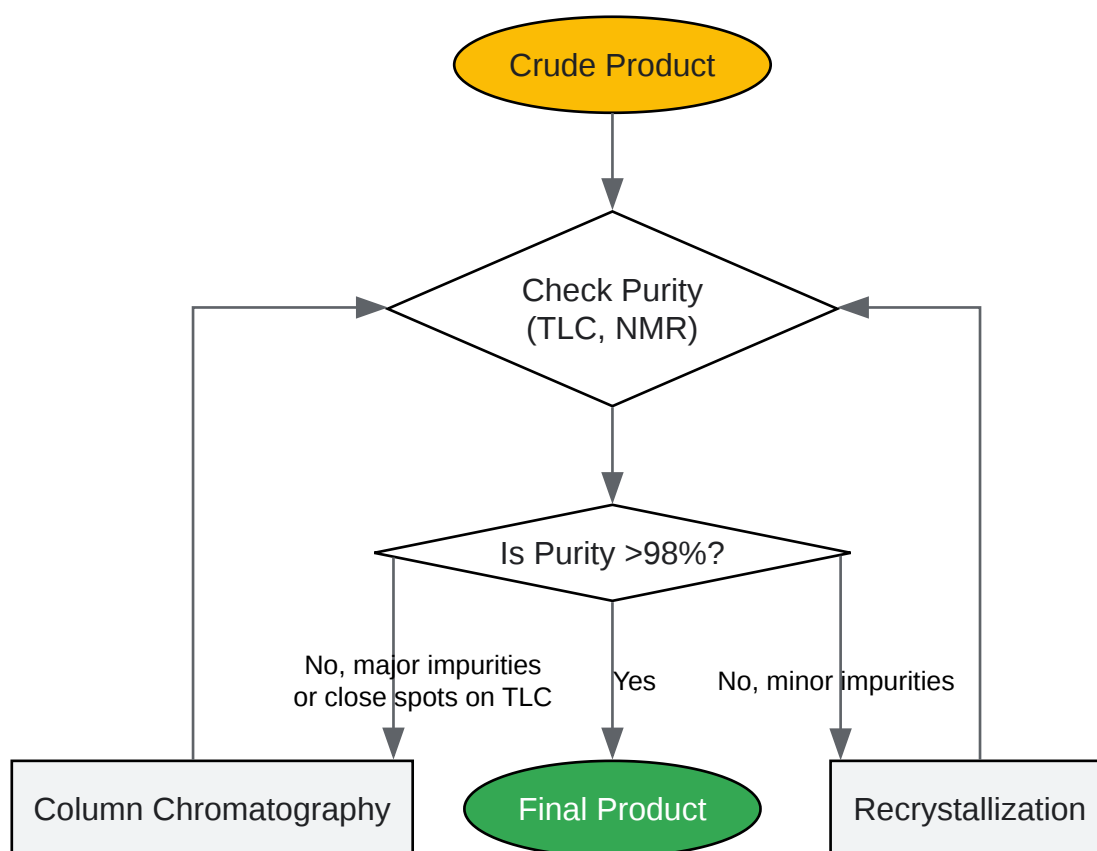 Crude Product
Check Purity
(TLC, NMR)
Is Purity >98%?
No, major impurities
or close spots on TLC
Yes
No, minor impurities
Column Chromatography
Final Product
Recrystallization